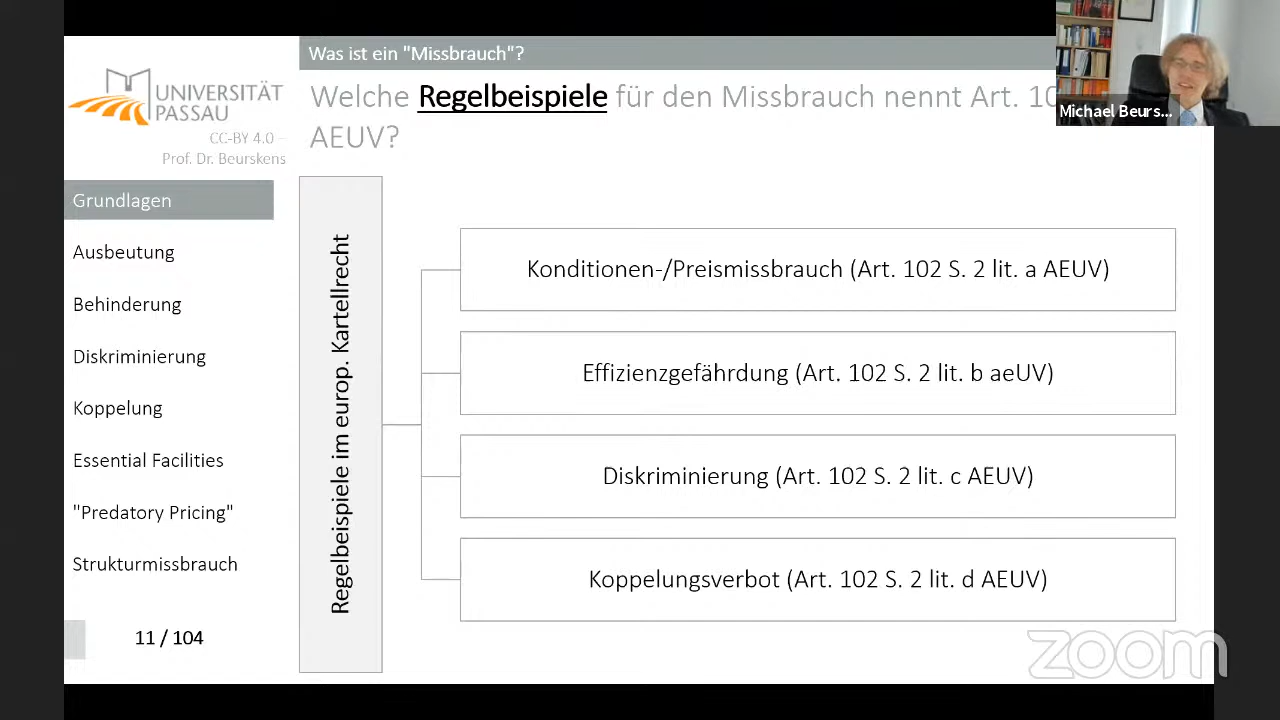 Was ist ein "Missbrauch"?
Welche Regelbeispiele für den Missbrauch nennt Art. 10
AEUV?
Michael Beurs...
UNIVERSITÄT
PASSAU
CC-BY 4.0 –
Prof. Dr. Beurskens
Grundlagen
Ausbeutung
Behinderung
Diskriminierung
Koppelung
Essential Facilities
"Predatory Pricing"
Strukturmissbrauch
11 / 104
Regelbeispiele im europ. Kartellrecht
Konditionen-/Preismissbrauch (Art. 102 S. 2 lit. a AEUV)
Effizienzgefährdung (Art. 102 S. 2 lit. b aeUV)
Diskriminierung (Art. 102 S. 2 lit. c AEUV)
Koppelungsverbot (Art. 102 S. 2 lit. d AEUV)
zoom